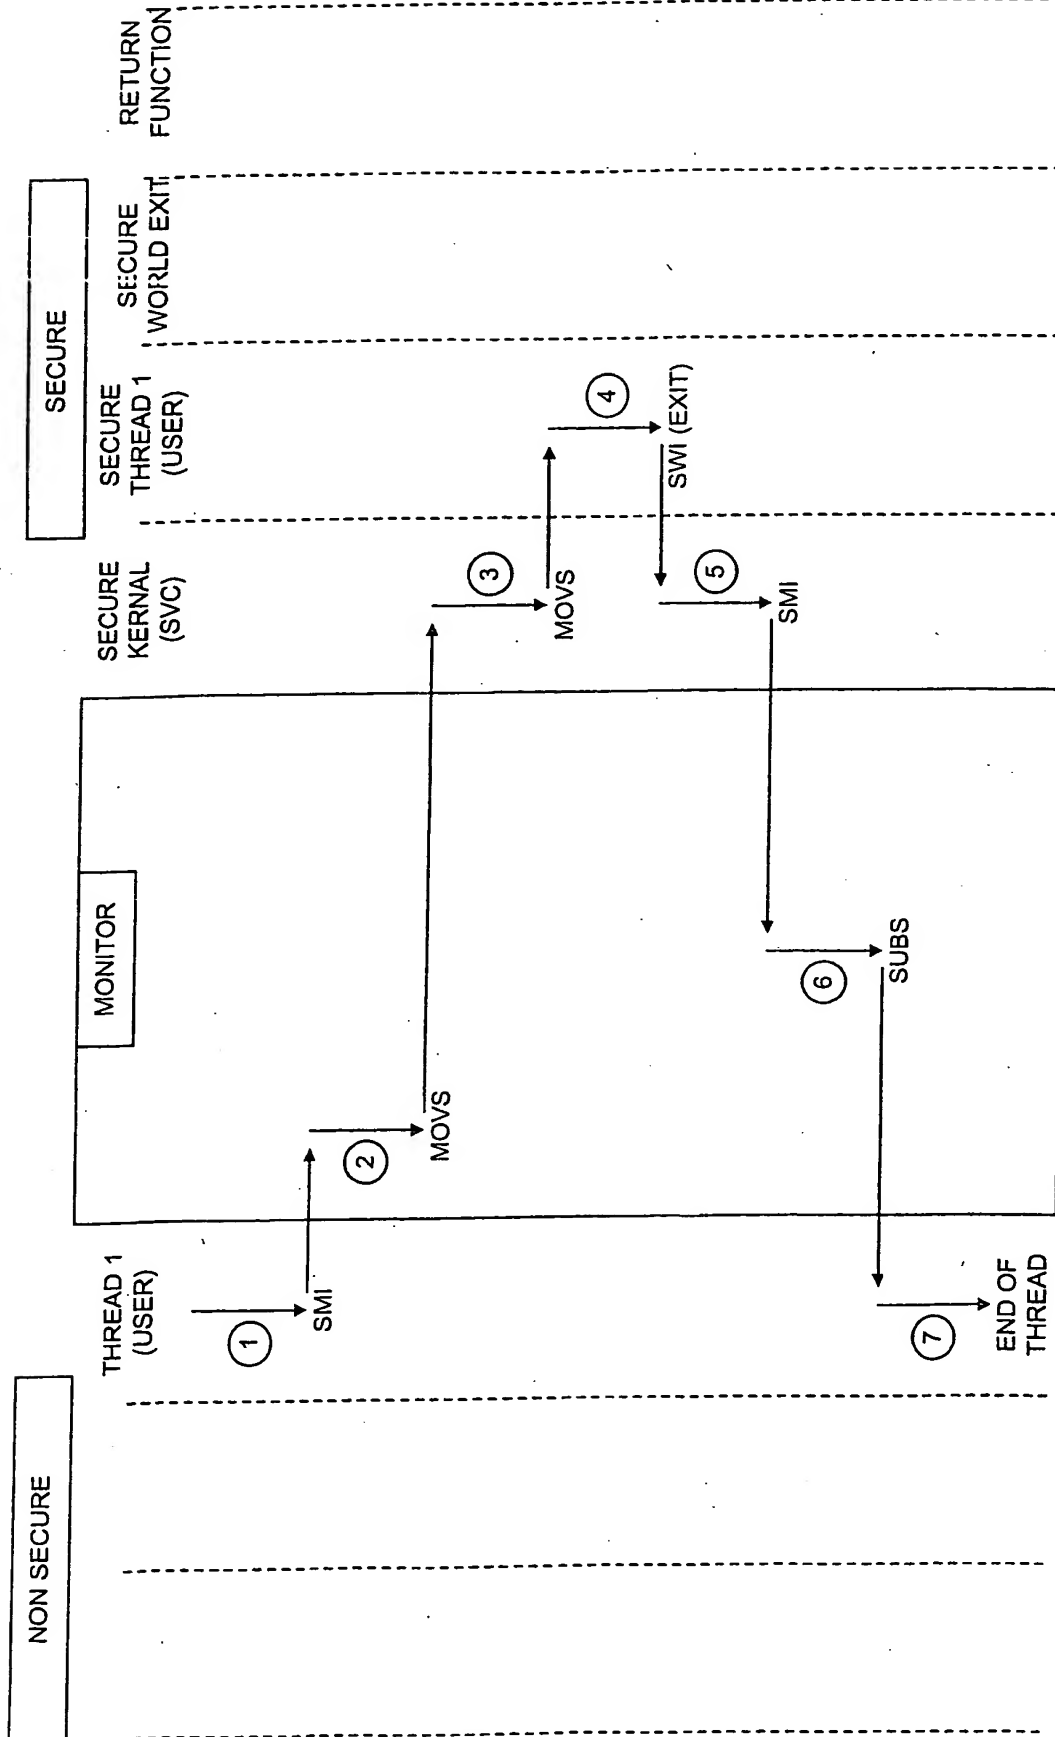 NON SECURE
MONITOR
SECURE
THREAD 1
(USER)
SECURE
KERNAL
(SVC)
SECURE
THREAD 1
(USER)
SECURE
WORLD EXIT
RETURN
FUNCTION
1
SMI
2
MOVS
3
MOVS
4
SWI (EXIT)
5
SMI
6
SUBS
7
END OF
THREAD